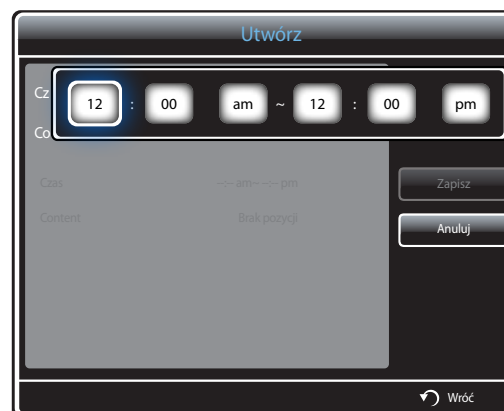 Utwórz
Cz
12 : 00 am ~ 12 : 00 pm
Co
Czas --:-- am-- --:-- pm
Content Brak pozycji
Zapisz
Anuluj
Wróć